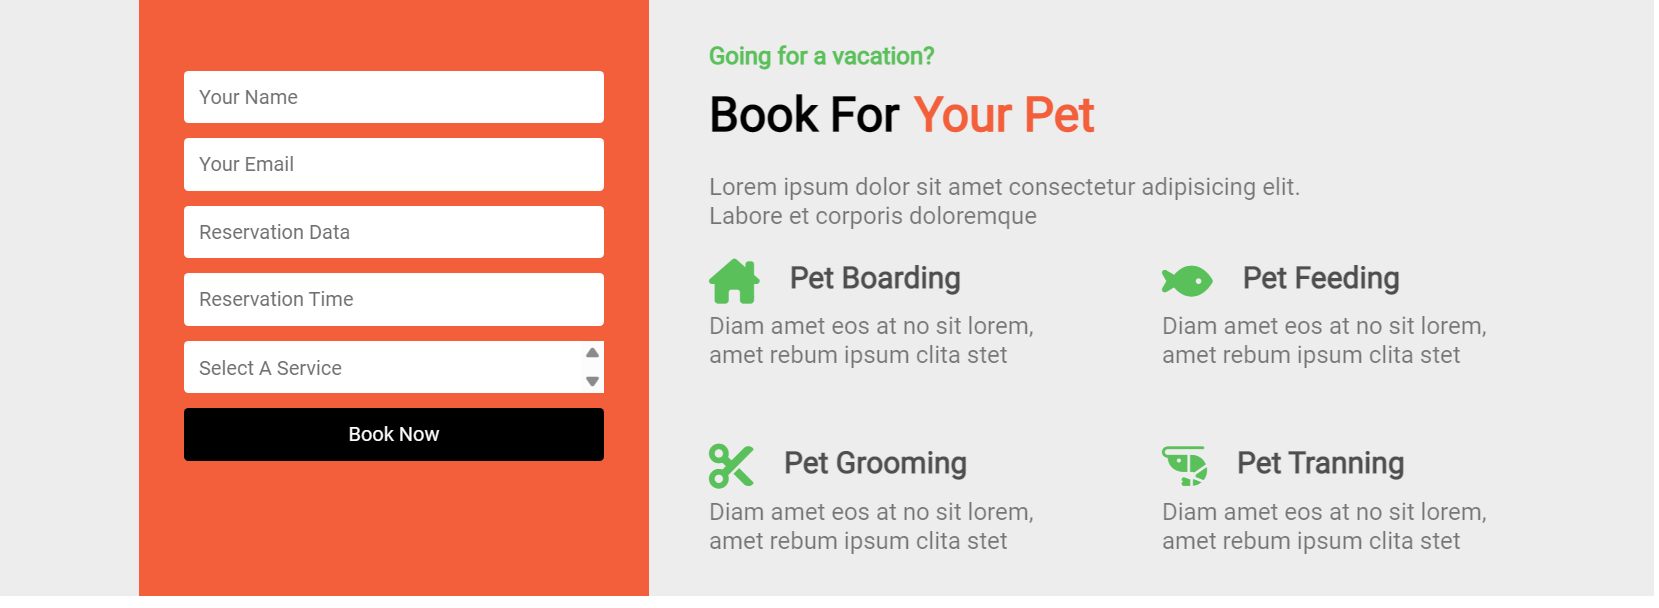 Your Name
Your Email
Reservation Data
Reservation Time
Select A Service
Book Now
Going for a vacation?
Book For Your Pet
Lorem ipsum dolor sit amet consectetur adipisicing elit.
Labore et corporis doloremque
Pet Boarding
Diam amet eos at no sit lorem,
amet rebum ipsum clita stet
Pet Feeding
Diam amet eos at no sit lorem,
amet rebum ipsum clita stet
Pet Grooming
Diam amet eos at no sit lorem,
amet rebum ipsum clita stet
Pet Tranning
Diam amet eos at no sit lorem,
amet rebum ipsum clita stet